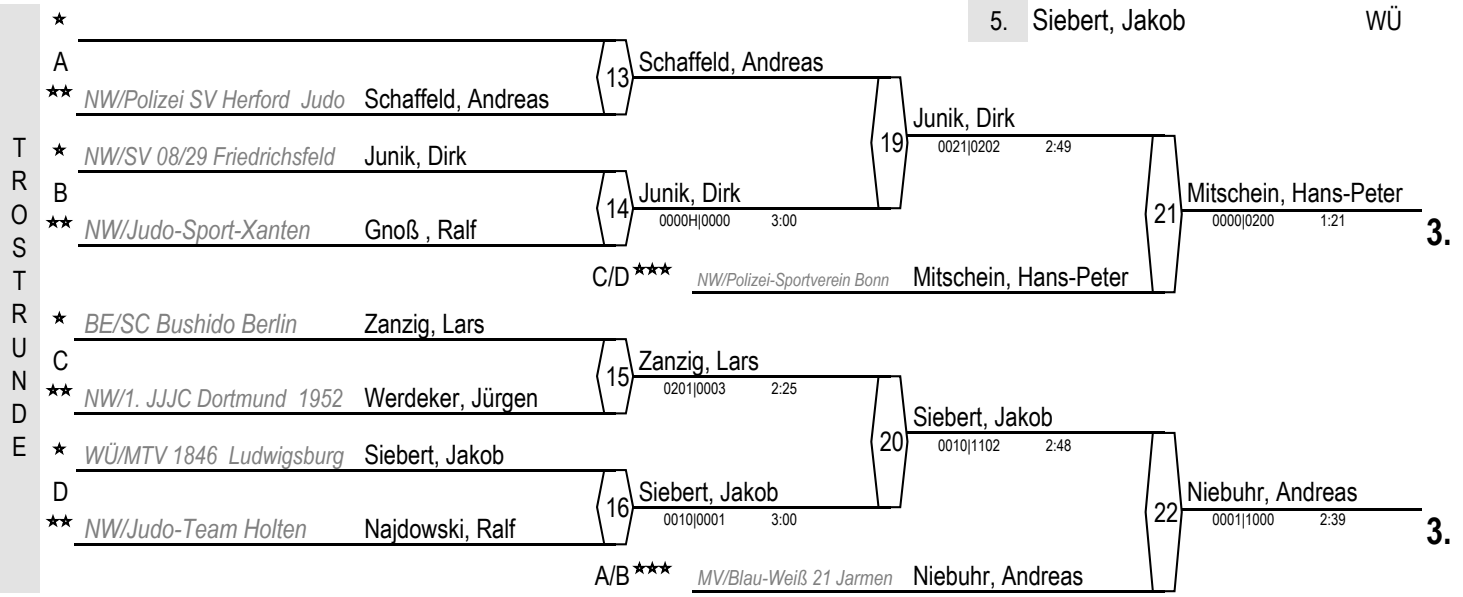 TROSTRUNDE
5. Siebert, Jakob WÜ
★
A
13 Schaffeld, Andreas
★★ NW/Polizei SV Herford Judo Schaffeld, Andreas
19 Junik, Dirk
0021|0202 2:49
★ NW/SV 08/29 Friedrichsfeld Junik, Dirk
B
14 Junik, Dirk
0000H|0000 3:00
★★ NW/Judo-Sport-Xanten Gnoß , Ralf
21 Mitschein, Hans-Peter
0000|0200 1:21
3.
C/D ★★★ NW/Polizei-Sportverein Bonn Mitschein, Hans-Peter
★ BE/SC Bushido Berlin Zanzig, Lars
C
15 Zanzig, Lars
0201|0003 2:25
★★ NW/1. JJJC Dortmund 1952 Werdeker, Jürgen
20 Siebert, Jakob
0010|1102 2:48
★ WÜ/MTV 1846 Ludwigsburg Siebert, Jakob
D
16 Siebert, Jakob
0010|0001 3:00
★★ NW/Judo-Team Holten Najdowski, Ralf
22 Niebuhr, Andreas
0001|1000 2:39
3.
A/B ★★★ MV/Blau-Weiß 21 Jarmen Niebuhr, Andreas